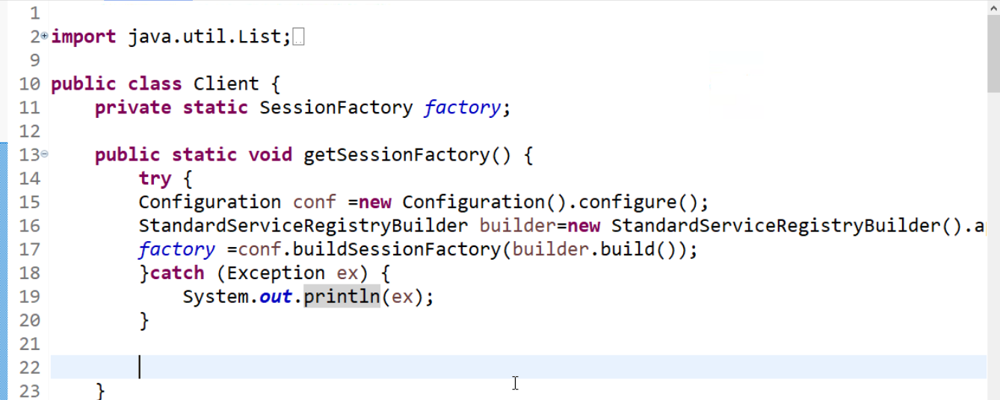 1
2 import java.util.List;
9
10 public class Client {
11 private static SessionFactory factory;
12
13 public static void getSessionFactory() {
14 try {
15 Configuration conf =new Configuration().configure();
16 StandardServiceRegistryBuilder builder=new StandardServiceRegistryBuilder().a
17 factory =conf.buildSessionFactory(builder.build());
18 }catch (Exception ex) {
19 System.out.println(ex);
20 }
21
22
23 }